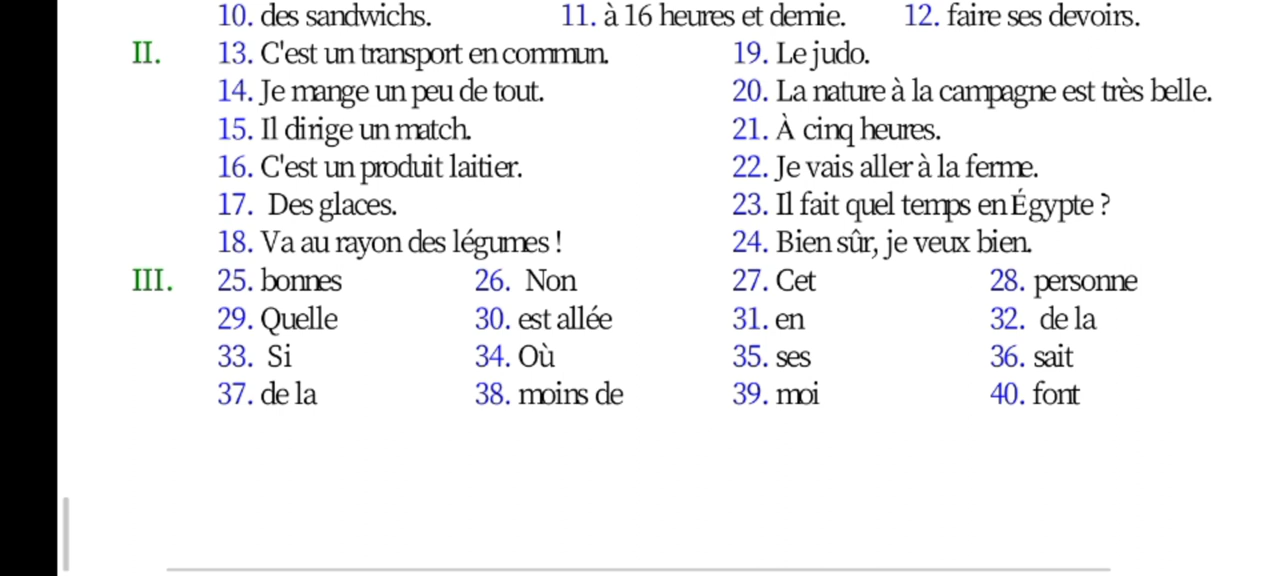 10. des sandwichs. 11. à 16 heures et demie. 12. faire ses devoirs.
II. 13. C'est un transport en commun. 19. Le judo.
14. Je mange un peu de tout. 20. La nature à la campagne est très belle.
15. Il dirige un match. 21. À cinq heures.
16. C'est un produit laitier. 22. Je vais aller à la ferme.
17. Des glaces. 23. Il fait quel temps en Égypte ?
18. Va au rayon des légumes ! 24. Bien sûr, je veux bien.
III. 25. bonnes 26. Non 27. Cet 28. personne
29. Quelle 30. est allée 31. en 32. de la
33. Si 34. Où 35. ses 36. sait
37. de la 38. moins de 39. moi 40. font